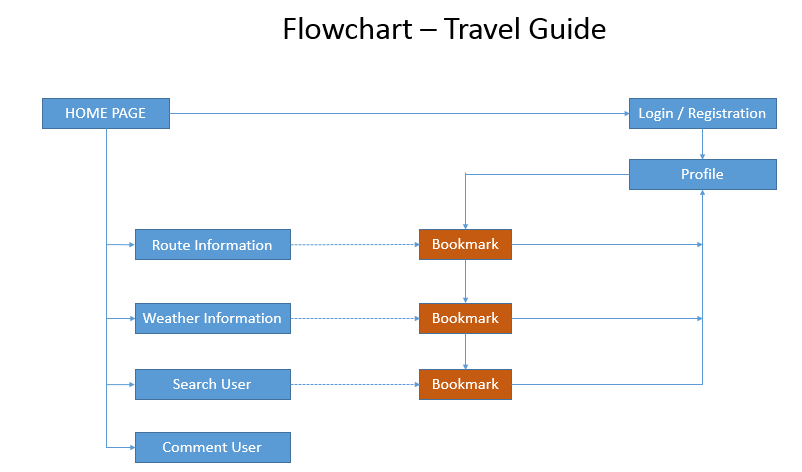 Flowchart – Travel Guide
HOME PAGE
Login / Registration
Profile
Route Information
Bookmark
Weather Information
Bookmark
Search User
Bookmark
Comment User